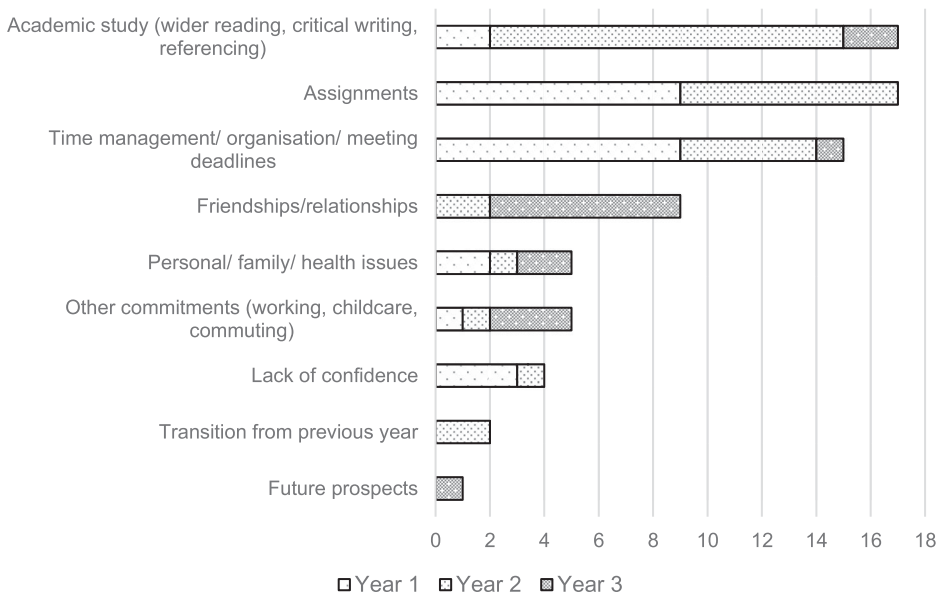 Academic study (wider reading, critical writing,
referencing)
Assignments
Time management/ organisation/ meeting
deadlines
Friendships/relationships
Personal/ family/ health issues
Other commitments (working, childcare,
commuting)
Lack of confidence
Transition from previous year
Future prospects
0 2 4 6 8 10 12 14 16 18
Year 1 Year 2 Year 3